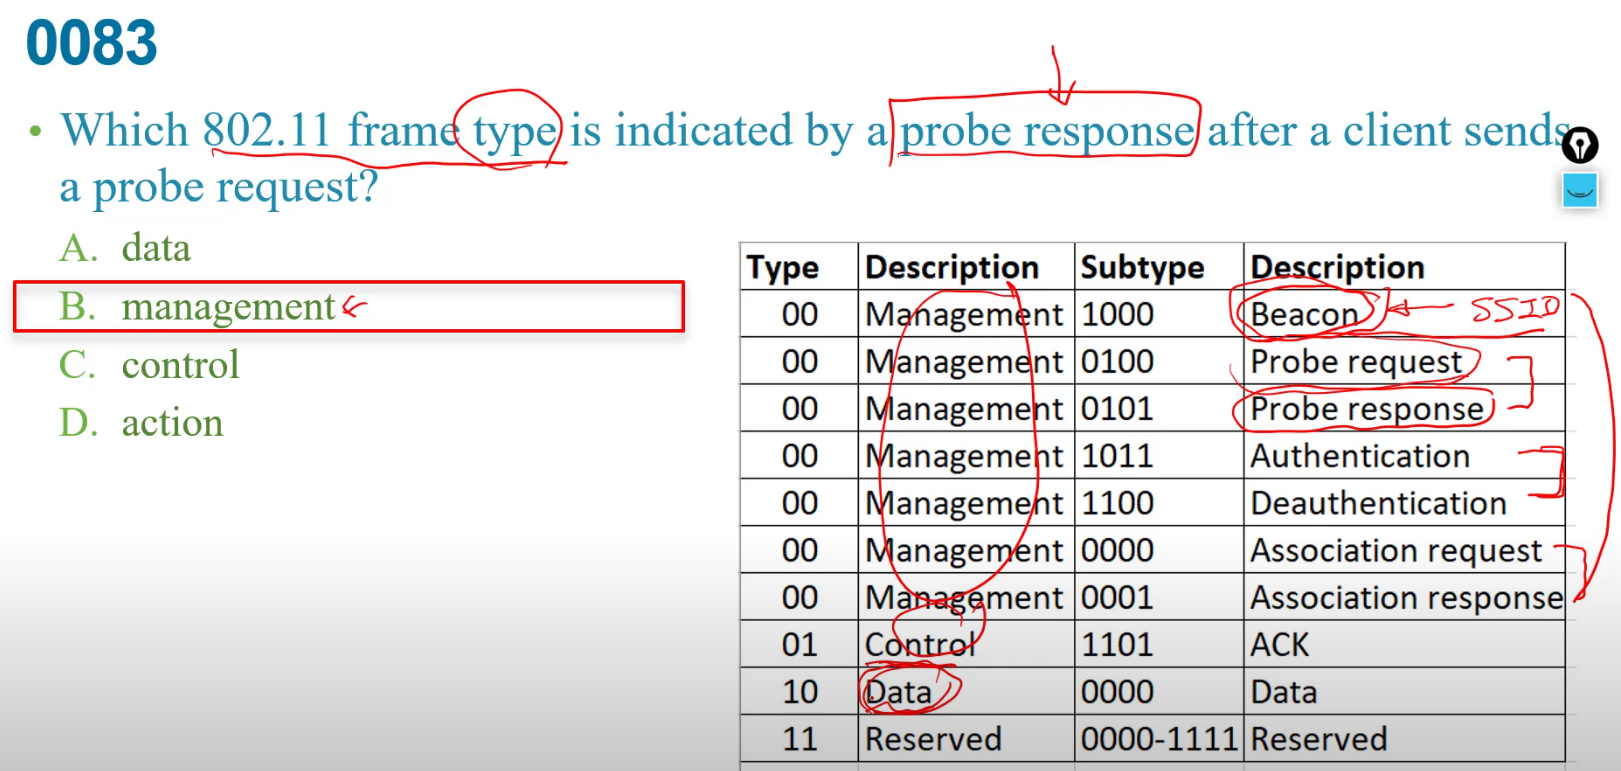 0083
• Which 802.11 frame type is indicated by a probe response after a client sends
a probe request?
A. data
B. management
C. control
D. action
Type Description Subtype Description
00 Management 1000 Beacon SSID
00 Management 0100 Probe request
00 Management 0101 Probe response
00 Management 1011 Authentication
00 Management 1100 Deauthentication
00 Management 0000 Association request
00 Management 0001 Association response
01 Control 1101 ACK
10 Data 0000 Data
11 Reserved 0000-1111 Reserved